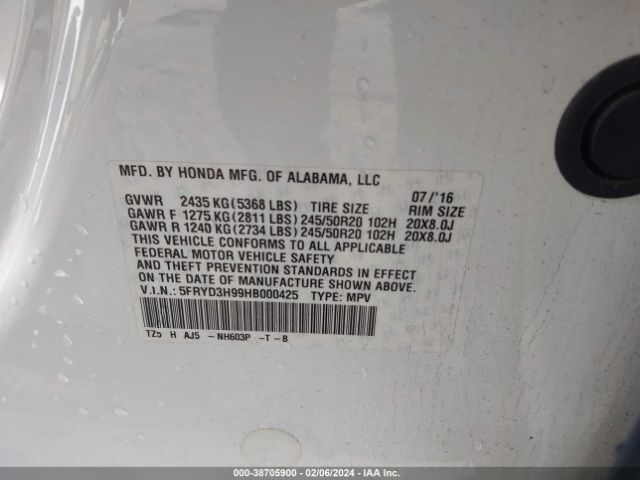 MFD. BY HONDA MFG. OF ALABAMA, LLC 07/'16
GVWR 2435 KG(5368 LBS) TIRE SIZE RIM SIZE
GAWR F 1275 KG(2811 LBS) 245/50R20 102H 20X8.0J
GAWR R 1240 KG(2734 LBS) 245/50R20 102H 20X8.0J
THIS VEHICLE CONFORMS TO ALL APPLICABLE
FEDERAL MOTOR VEHICLE SAFETY
AND THEFT PREVENTION STANDARDS IN EFFECT
ON THE DATE OF MANUFACTURE SHOWN ABOVE.
V.I.N.: 5FRYD3H99HB000425 TYPE: MPV
TZ5 H AJ5 -NH603P -T-8
000-38705900 - 02/06/2024 - IAA Inc.